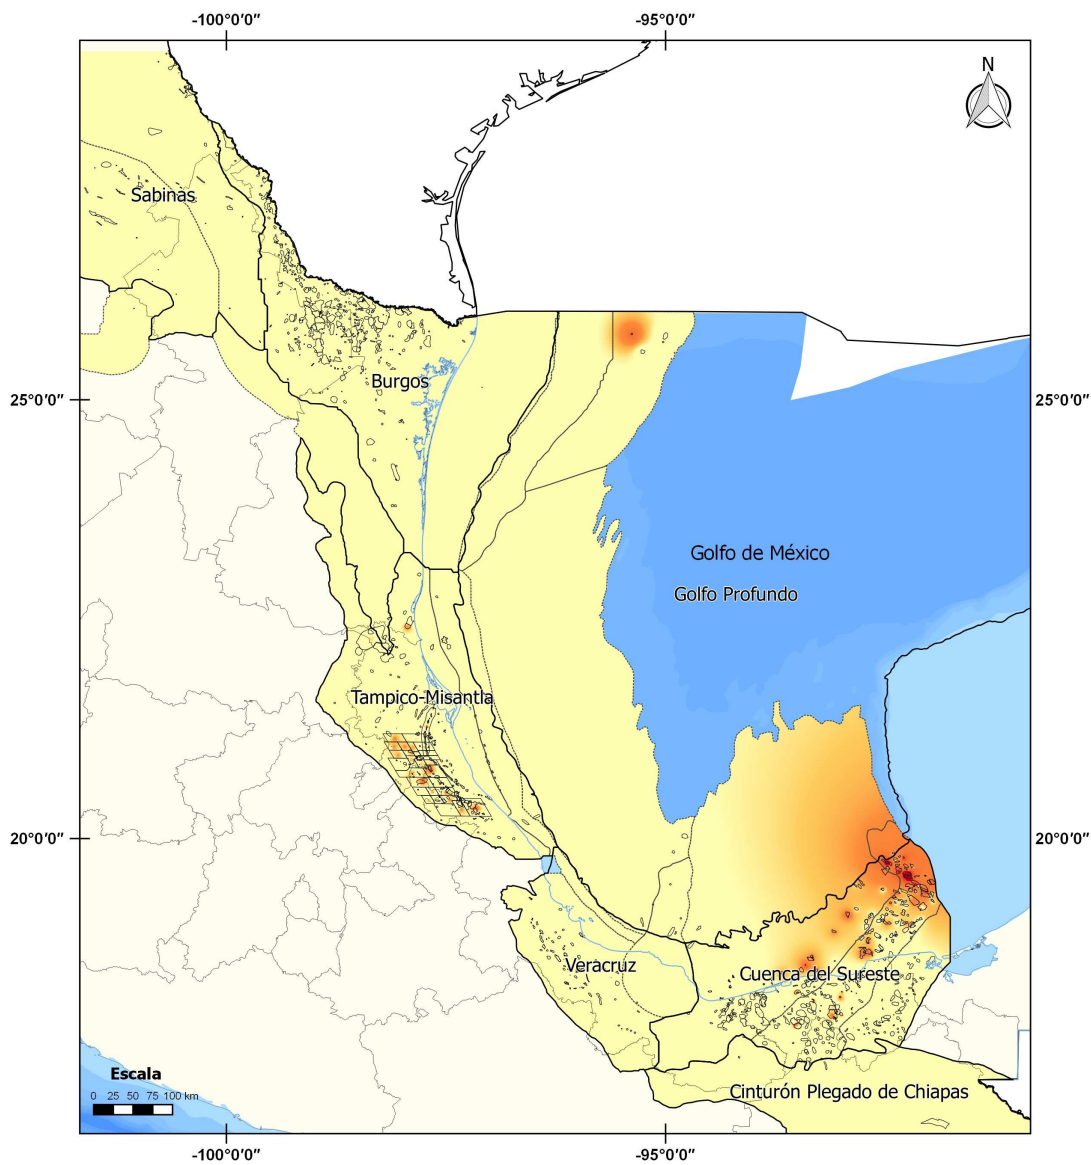 -100°0′0″ -95°0′0″
N
Sabinas
Burgos
25°0′0″ 25°0′0″
Golfo de México
Golfo Profundo
Tampico-Misantla
20°0′0″ 20°0′0″
Veracruz
Cuenca del Sureste
Escala
0 25 50 75 100 km
Cinturón Plegado de Chiapas
-100°0′0″ -95°0′0″